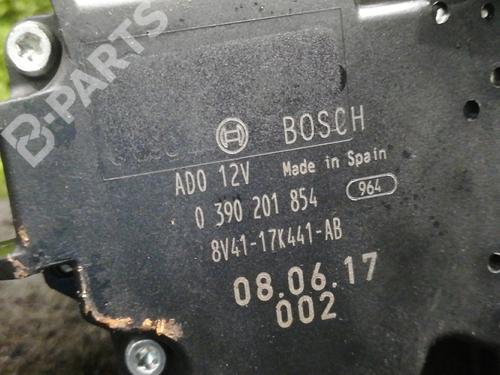 B-PARTS
BOSCH
ADO 12V Made in Spain
0 390 201 854 964
8V41-17K441-AB
08.06.17
002